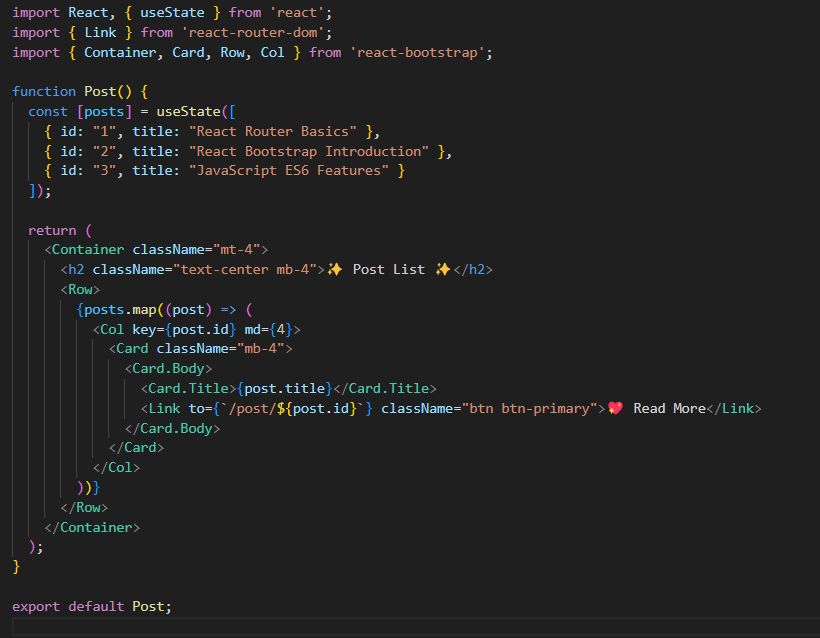 import React, { useState } from 'react';
import { Link } from 'react-router-dom';
import { Container, Card, Row, Col } from 'react-bootstrap';

function Post() {
  const [posts] = useState([
    { id: "1", title: "React Router Basics" },
    { id: "2", title: "React Bootstrap Introduction" },
    { id: "3", title: "JavaScript ES6 Features" }
  ]);

  return (
    <Container className="mt-4">
      <h2 className="text-center mb-4">✨ Post List ✨</h2>
      <Row>
        {posts.map((post) => (
          <Col key={post.id} md={4}>
            <Card className="mb-4">
              <Card.Body>
                <Card.Title>{post.title}</Card.Title>
                <Link to={`/post/${post.id}`} className="btn btn-primary">💖 Read More</Link>
              </Card.Body>
            </Card>
          </Col>
        ))}
      </Row>
    </Container>
  );
}

export default Post;